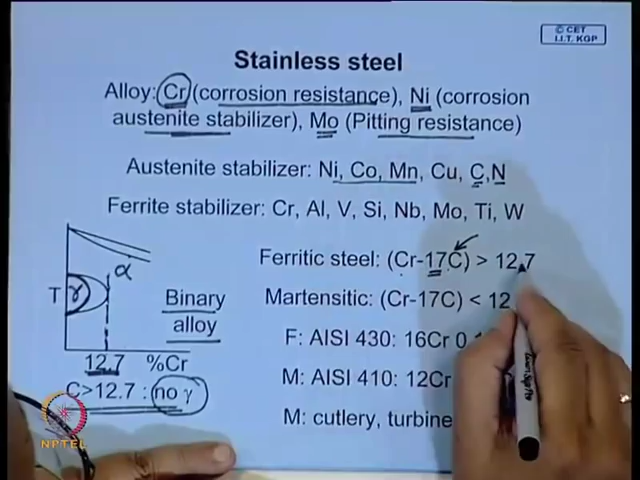 © CET
I.I.T. KGP
Stainless steel
Alloy: Cr (corrosion resistance), Ni (corrosion
austenite stabilizer), Mo (Pitting resistance)
Austenite stabilizer: Ni, Co, Mn, Cu, C, N
Ferrite stabilizer: Cr, Al, V, Si, Nb, Mo, Ti, W
Ferritic steel: (Cr-17C) > 12.7
Martensitic: (Cr-17C) < 12
F: AISI 430: 16Cr 0
M: AISI 410: 12Cr
M: cutlery, turbine
α
γ
T
Binary
alloy
12.7 %Cr
C>12.7 : no γ
NPTEL